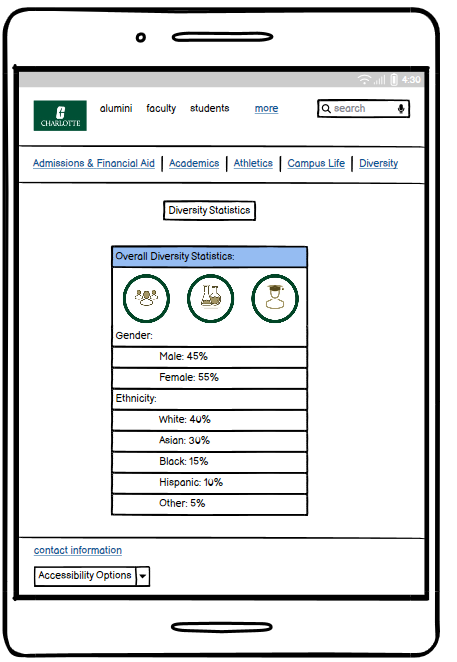 4:30
C
CHARLOTTE
alumini faculty students more search
Admissions & Financial Aid Academics Athletics Campus Life Diversity
Diversity Statistics
Overall Diversity Statistics:
Gender:
Male: 45%
Female: 55%
Ethnicity:
White: 40%
Asian: 30%
Black: 15%
Hispanic: 10%
Other: 5%
contact information
Accessibility Options